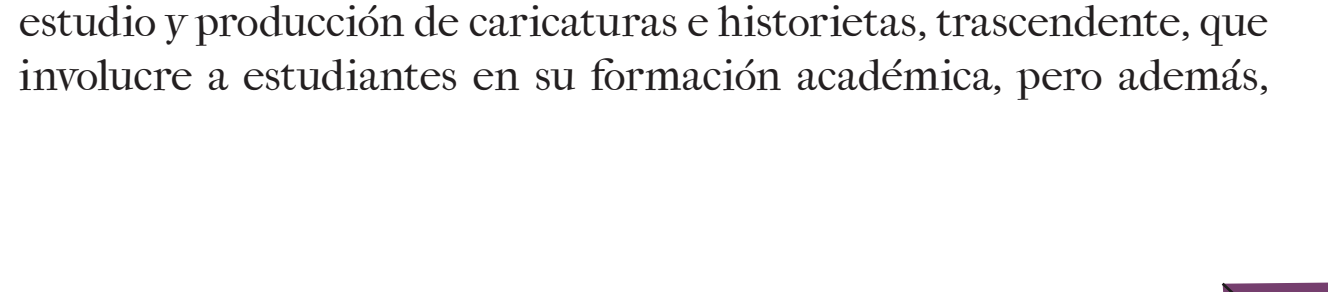 estudio y producción de caricaturas e historietas, trascendente, que
involucre a estudiantes en su formación académica, pero además,